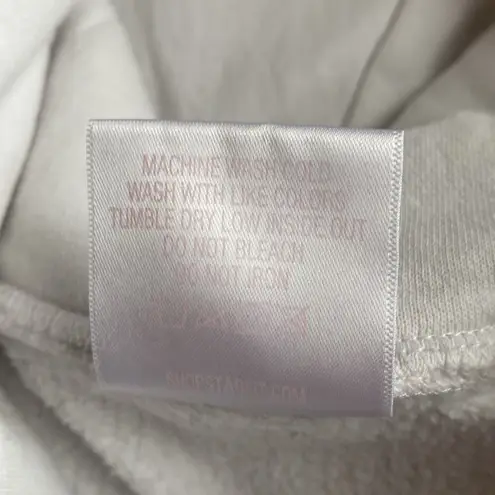 MACHINE WASH COLD
WASH WITH LIKE COLORS
TUMBLE DRY LOW INSIDE OUT
DO NOT BLEACH
DO NOT IRON